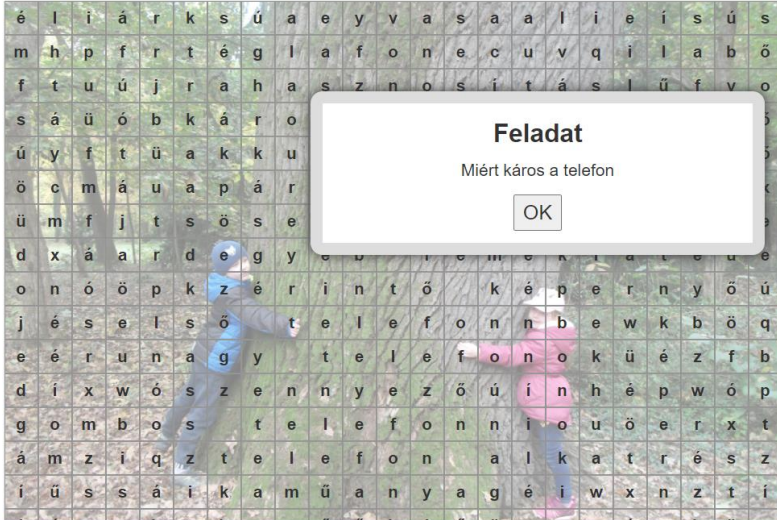 é l i á r k s ú a e y v a s a a l i e í s ú s
m h p f r t é g l a f o n e c u v q i l a b ő
f t u ú j r a h a s z n o s í t á s l ű f v o
s á ü ó b k á r o
Feladat
ú y f t ü a k k u
Miért káros a telefon
ö c m á u a p á r
OK
ü m f j t s ö s e
d x á a r d e g y
o n ó ö p k z é r i n t ő k é p e r n y ő ú
j é s e l s ő t e l e f o n n b e w k b ö q
e é r u n a g y t e l e f o n o k ü é z f b
d í x w ó s z e n n y e z ő ú í n h é p w ó p
g o m b o s t e l e f o n n i o u ö e r x t
á m z i q z t e l e f o n a l k a t r é s z
í ű s s á i k a m ű a n y a g é i w x n z t í